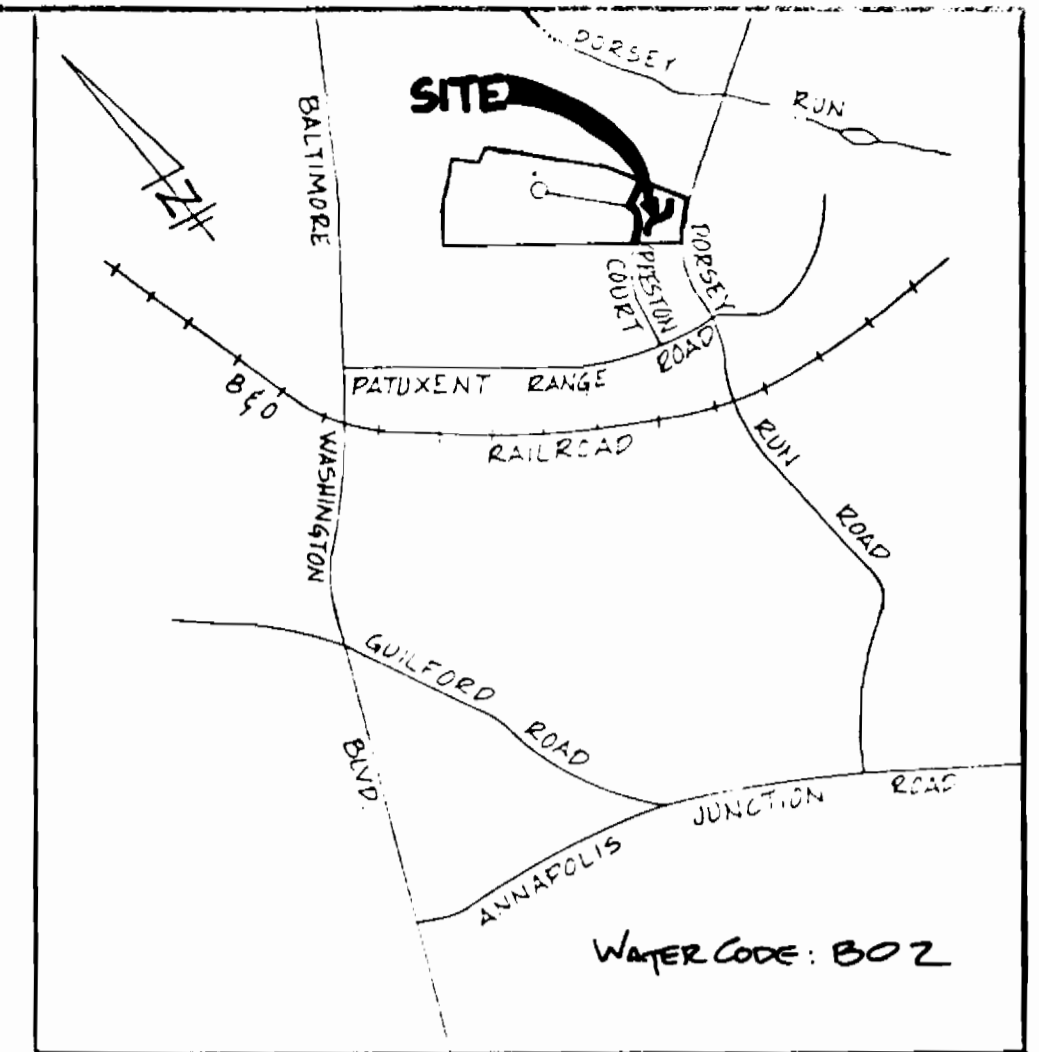 DORSEY RUN
SITE
BALTIMORE
N
PRESTON
COURT
DORSEY
ROAD
PATUXENT RANGE
B&O
RAILROAD
WASHINGTON
RUN
ROAD
GUILFORD
ROAD
BLVD.
JUNCTION ROAD
ANNAPOLIS
WATER CODE: B02